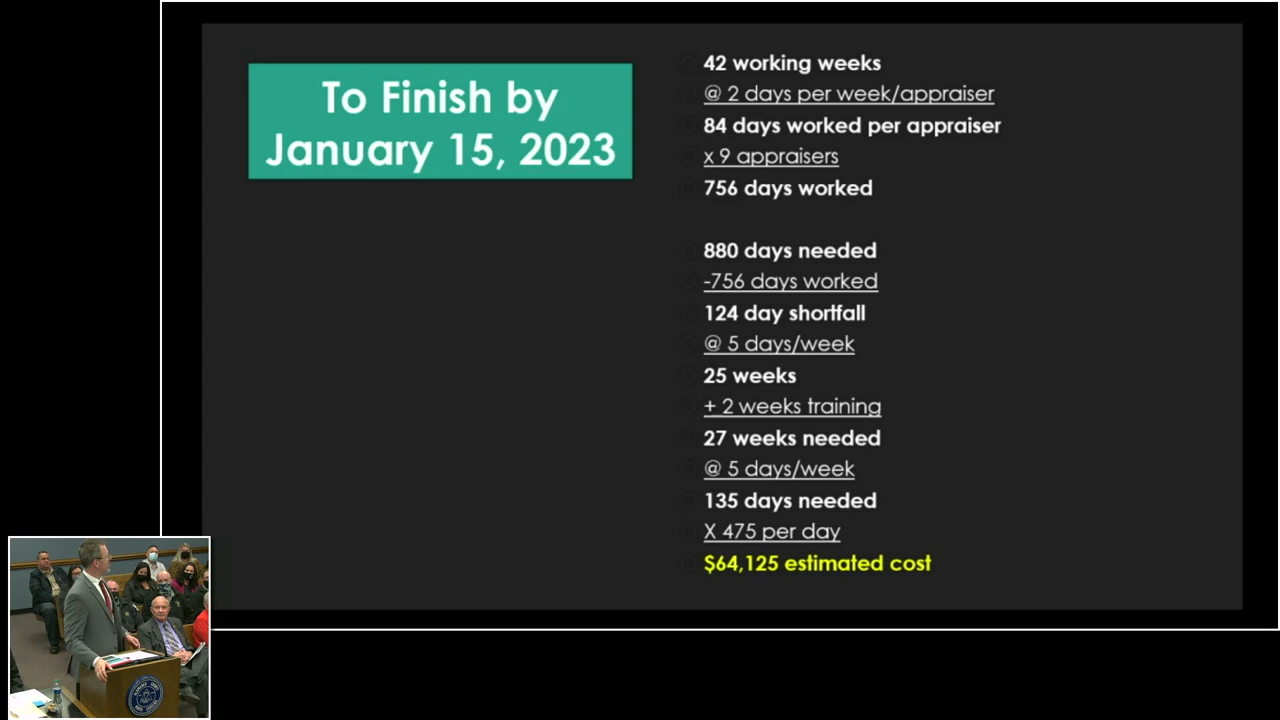 To Finish by
January 15, 2023
42 working weeks
@ 2 days per week/appraiser
84 days worked per appraiser
x 9 appraisers
756 days worked
880 days needed
-756 days worked
124 day shortfall
@ 5 days/week
25 weeks
+ 2 weeks training
27 weeks needed
@ 5 days/week
135 days needed
X 475 per day
$64,125 estimated cost